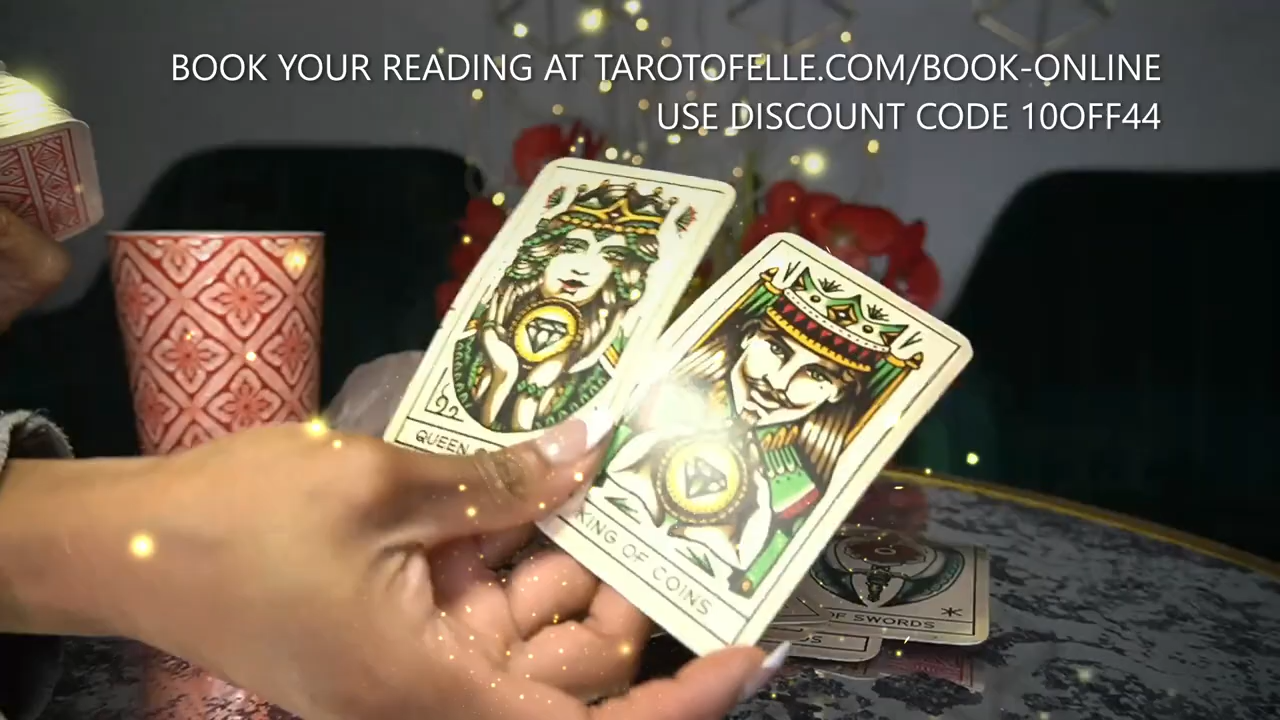 BOOK YOUR READING AT TAROTOFELLE.COM/BOOK-ONLINE
USE DISCOUNT CODE 10OFF44
QUEEN
KING OF COINS
OF SWORDS